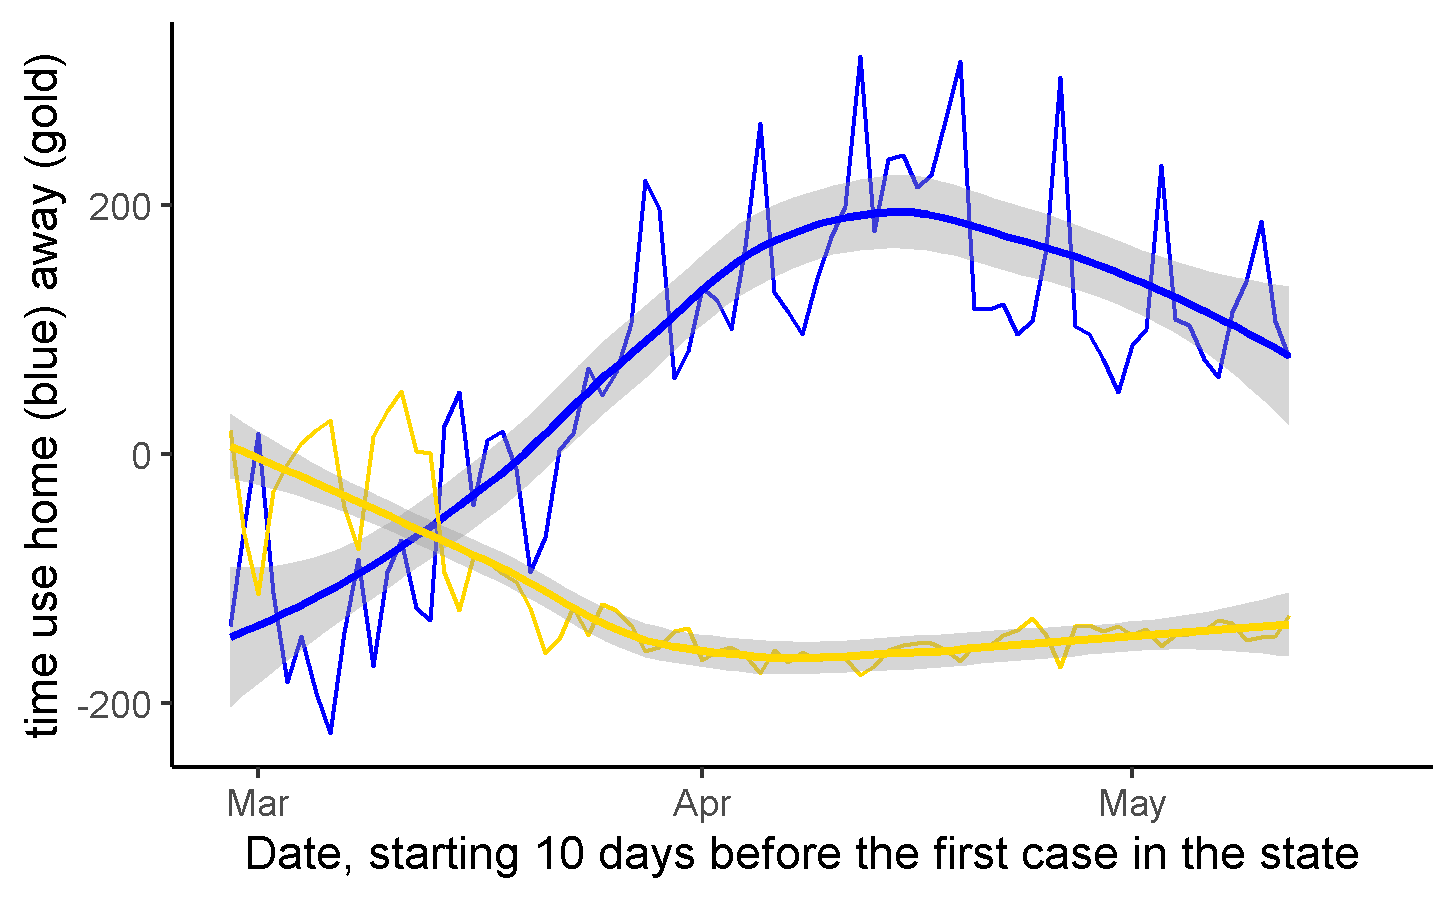 time use home (blue) away (gold)
200
0
-200
Mar Apr May
Date, starting 10 days before the first case in the state